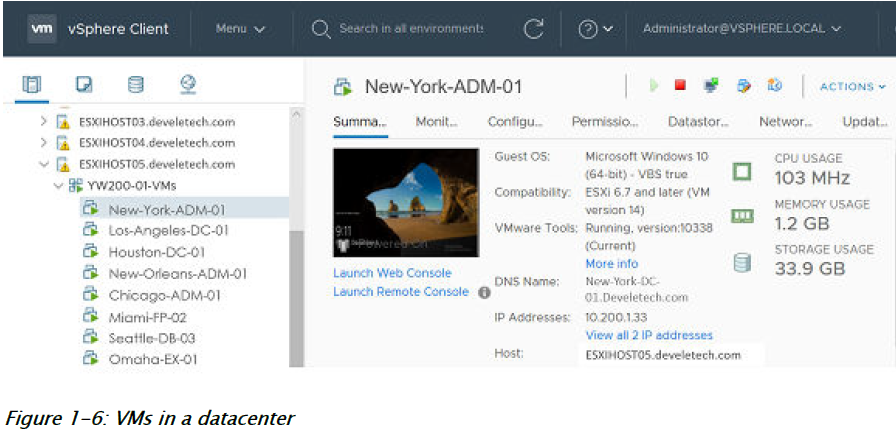 vm vSphere Client Menu Search in all environments Administrator@VSPHERE.LOCAL
New-York-ADM-01 ACTIONS
Summa... Monit... Configu... Permissio... Datastor... Networ... Updat...
ESXIHOST03.develetech.com
ESXIHOST04.develetech.com
ESXIHOST05.develetech.com
YW200-01-VMs
New-York-ADM-01
Los-Angeles-DC-01
Houston-DC-01
New-Orleans-ADM-01
Chicago-ADM-01
Miami-FP-02
Seattle-DB-03
Omaha-EX-01
9:11
Powered On
Launch Web Console
Launch Remote Console
Guest OS: Microsoft Windows 10
(64-bit) - VBS true
Compatibility: ESXi 6.7 and later (VM
version 14)
VMware Tools: Running, version:10338
(Current)
More info
DNS Name: New-York-DC-
01.Develetech.com
IP Addresses: 10.200.1.33
View all 2 IP addresses
Host: ESXIHOST05.develetech.com
CPU USAGE
103 MHz
MEMORY USAGE
1.2 GB
STORAGE USAGE
33.9 GB
Figure 1-6: VMs in a datacenter